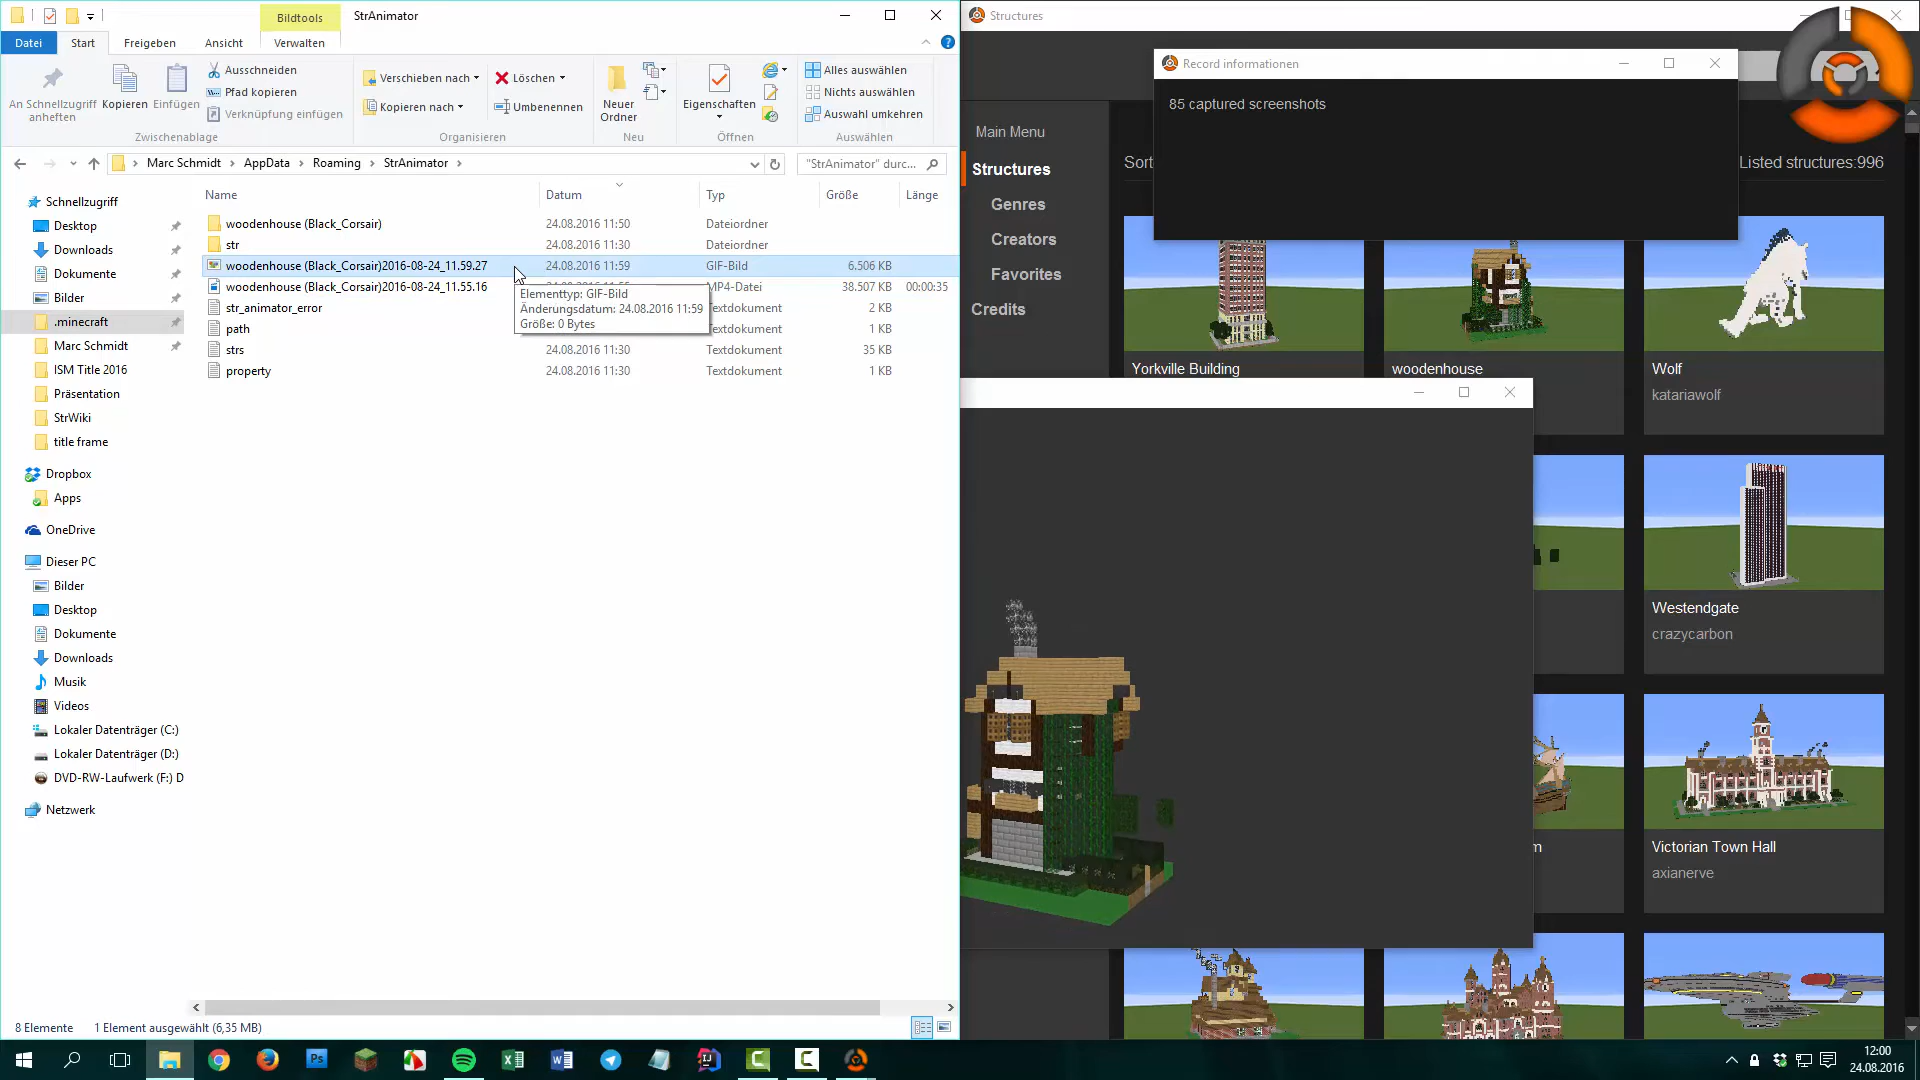 Bildtools
StrAnimator
Datei
Start
Freigeben
Ansicht
Verwalten
An Schnellzugriff anheften
Kopieren
Einfügen
Ausschneiden
Pfad kopieren
Verknüpfung einfügen
Zwischenablage
Verschieben nach
Kopieren nach
Löschen
Umbenennen
Organisieren
Neuer Ordner
Neu
Eigenschaften
Öffnen
Alles auswählen
Nichts auswählen
Auswahl umkehren
Auswählen
Marc Schmidt
AppData
Roaming
StrAnimator
"StrAnimator" durc...
Name
Datum
Typ
Größe
Länge
woodenhouse (Black_Corsair) 24.08.2016 11:50 Dateiordner
str 24.08.2016 11:30 Dateiordner
woodenhouse (Black_Corsair)2016-08-24_11.59.27 24.08.2016 11:59 GIF-Bild 6.506 KB
woodenhouse (Black_Corsair)2016-08-24_11.55.16 MP4-Datei 38.507 KB 00:00:35
str_animator_error Textdokument 2 KB
path Textdokument 1 KB
strs 24.08.2016 11:30 Textdokument 35 KB
property 24.08.2016 11:30 Textdokument 1 KB
Elementtyp: GIF-Bild
Änderungsdatum: 24.08.2016 11:59
Größe: 0 Bytes
Schnellzugriff
Desktop
Downloads
Dokumente
Bilder
.minecraft
Marc Schmidt
ISM Title 2016
Präsentation
StrWiki
title frame
Dropbox
Apps
OneDrive
Dieser PC
Bilder
Desktop
Dokumente
Downloads
Musik
Videos
Lokaler Datenträger (C:)
Lokaler Datenträger (D:)
DVD-RW-Laufwerk (F:) D
Netzwerk
8 Elemente
1 Element ausgewählt (6,35 MB)
Structures
Record informationen
85 captured screenshots
Main Menu
Structures
Genres
Creators
Favorites
Credits
Sort
Listed structures:996
Yorkville Building
woodenhouse
Wolf
katariawolf
Westendgate
crazycarbon
m
Victorian Town Hall
axianerve
Ps
12:00
24.08.2016